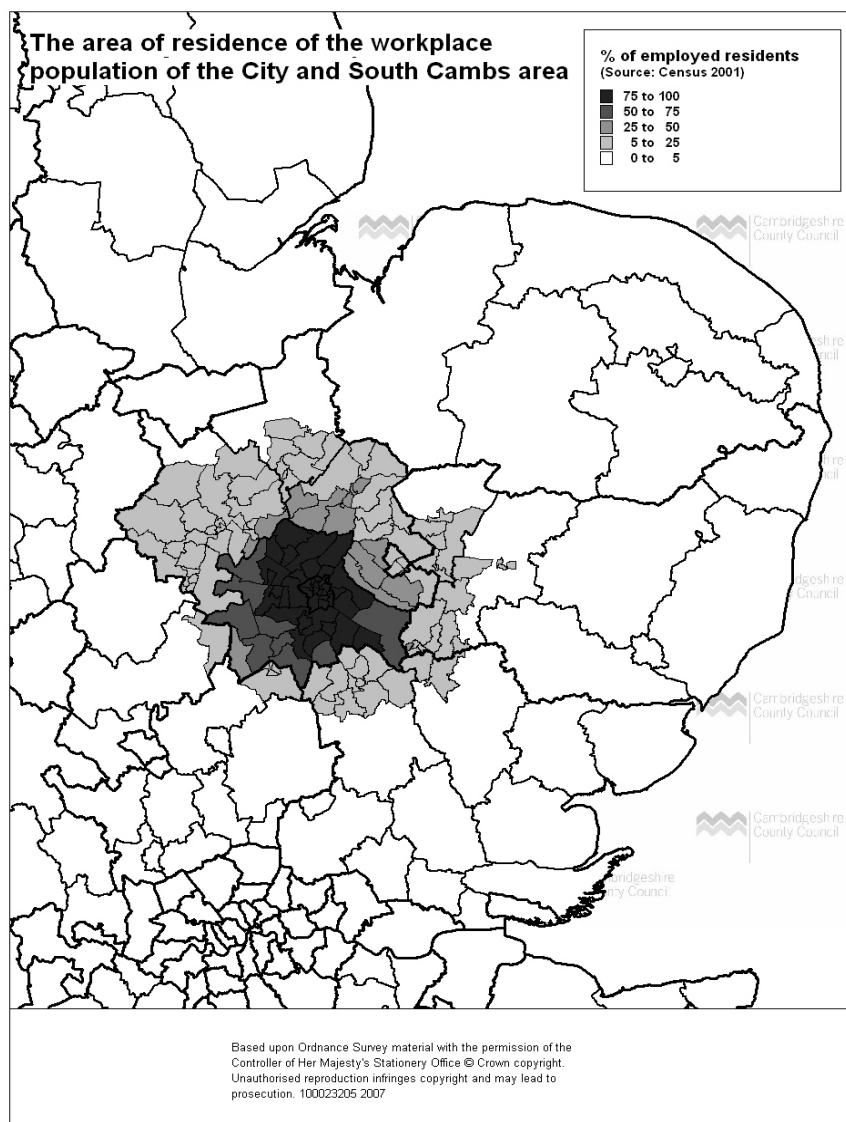 The area of residence of the workplace
population of the City and South Cambs area
% of employed residents
(Source: Census 2001)
75 to 100
50 to 75
25 to 50
5 to 25
0 to 5
Cambridgeshire
County Council
Cambridgeshire
County Council
Cambridgeshire
County Council
Based upon Ordnance Survey material with the permission of the
Controller of Her Majesty's Stationery Office © Crown copyright.
Unauthorised reproduction infringes copyright and may lead to
prosecution. 100023205 2007